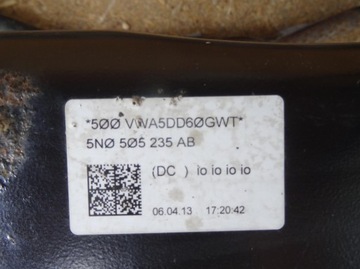 *5ØØ VWA5DD6ØGWT*
5NØ 5Ø5 235 AB
(DC ) io io io io
06.04.13 17:20:42